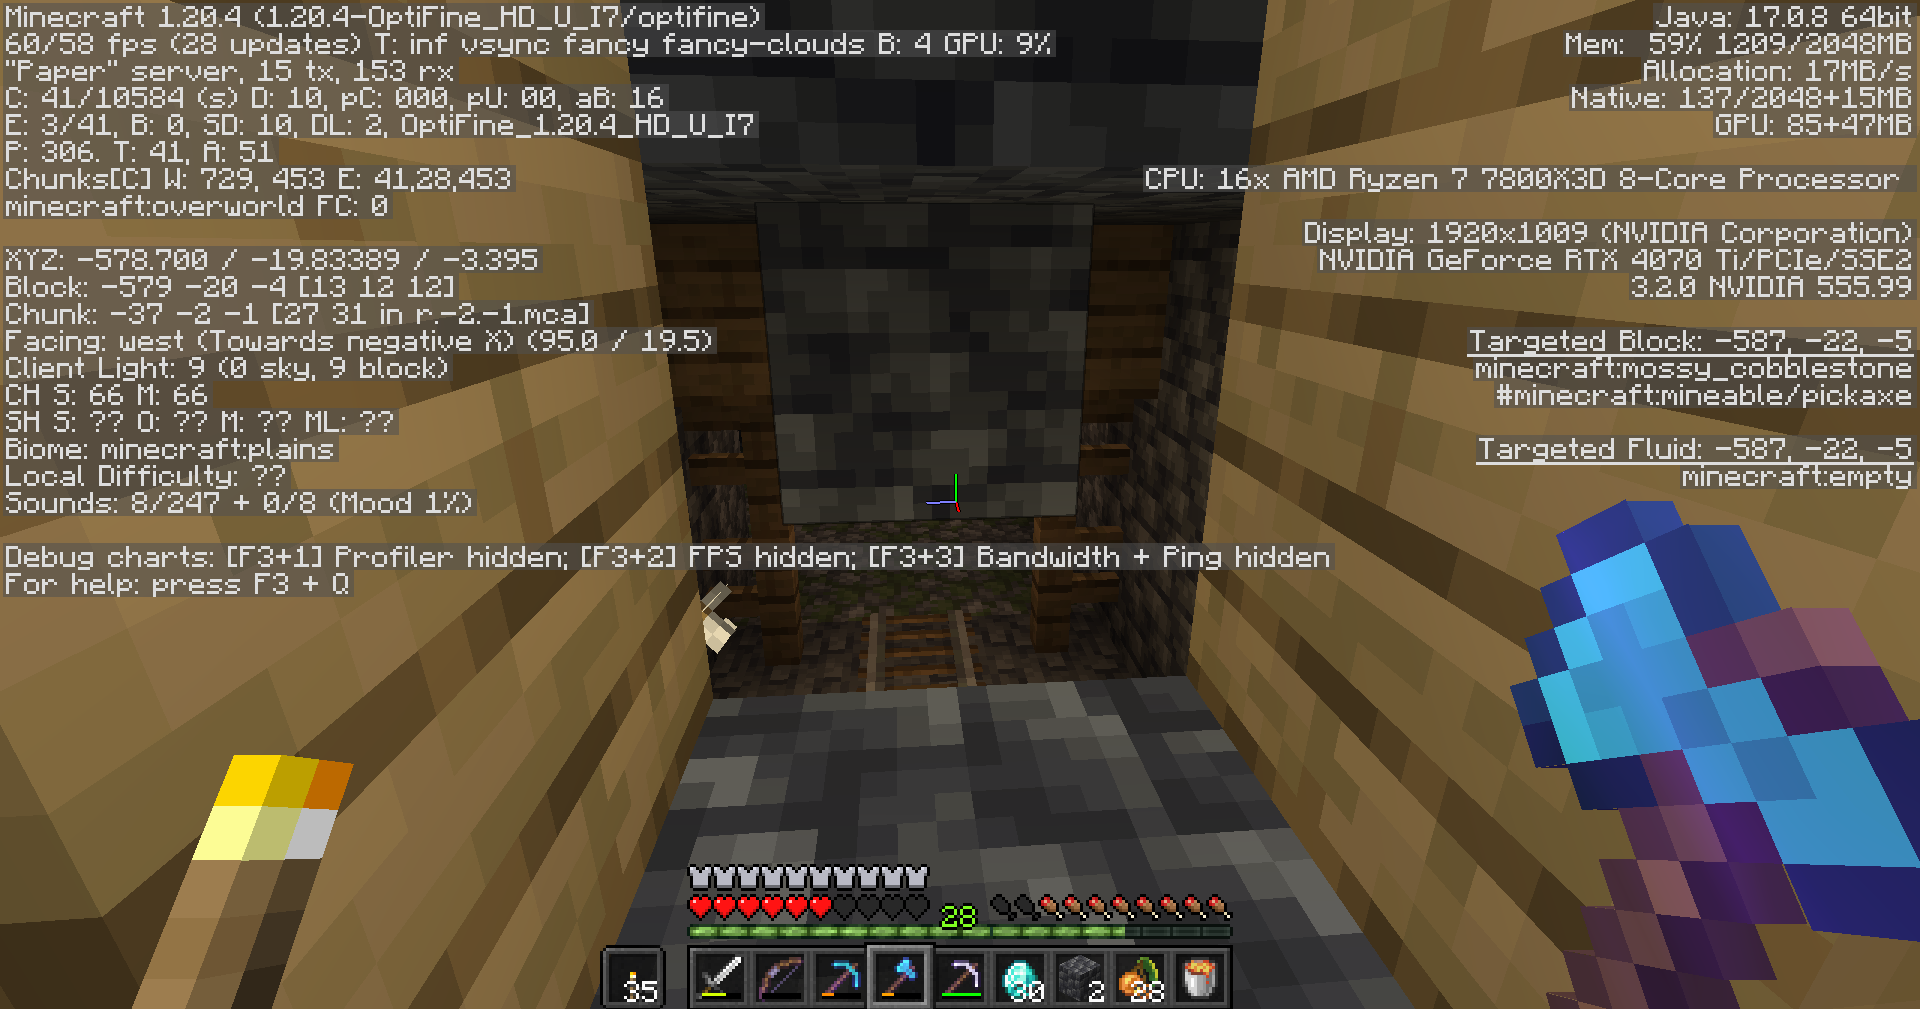 Minecraft 1.20.4 (1.20.4-OptiFine_HD_U_I7/optifine)
60/58 fps (28 updates) T: inf vsync fancy fancy-clouds B: 4 GPU: 9%
"Paper" server, 15 tx, 153 rx
C: 41/10584 (s) D: 10, pC: 000, pU: 00, aB: 16
E: 3/41, B: 0, SD: 10, DL: 2, OptiFine_1.20.4_HD_U_I7
P: 306. T: 41, A: 51
Chunks[C] W: 729, 453 E: 41,28,453
minecraft:overworld FC: 0
XYZ: -578.700 / -19.83389 / -3.395
Block: -579 -20 -4 [13 12 12]
Chunk: -37 -2 -1 [27 31 in r.-2.-1.mca]
Facing: west (Towards negative X) (95.0 / 19.5)
Client Light: 9 (0 sky, 9 block)
CH S: 66 M: 66
SH S: ?? O: ?? M: ?? ML: ??
Biome: minecraft:plains
Local Difficulty: ??
Sounds: 8/247 + 0/8 (Mood 1%)
Debug charts: [F3+1] Profiler hidden; [F3+2] FPS hidden; [F3+3] Bandwidth + Ping hidden
For help: press F3 + Q
Java: 17.0.8 64bit
Mem: 59% 1209/2048MB
Allocation: 17MB/s
Native: 137/2048+15MB
GPU: 85+47MB
CPU: 16x AMD Ryzen 7 7800X3D 8-Core Processor
Display: 1920x1009 (NVIDIA Corporation)
NVIDIA GeForce RTX 4070 Ti/PCIe/SSE2
3.2.0 NVIDIA 555.99
Targeted Block: -587, -22, -5
minecraft:mossy_cobblestone
#minecraft:mineable/pickaxe
Targeted Fluid: -587, -22, -5
minecraft:empty
28
35
30
2
28